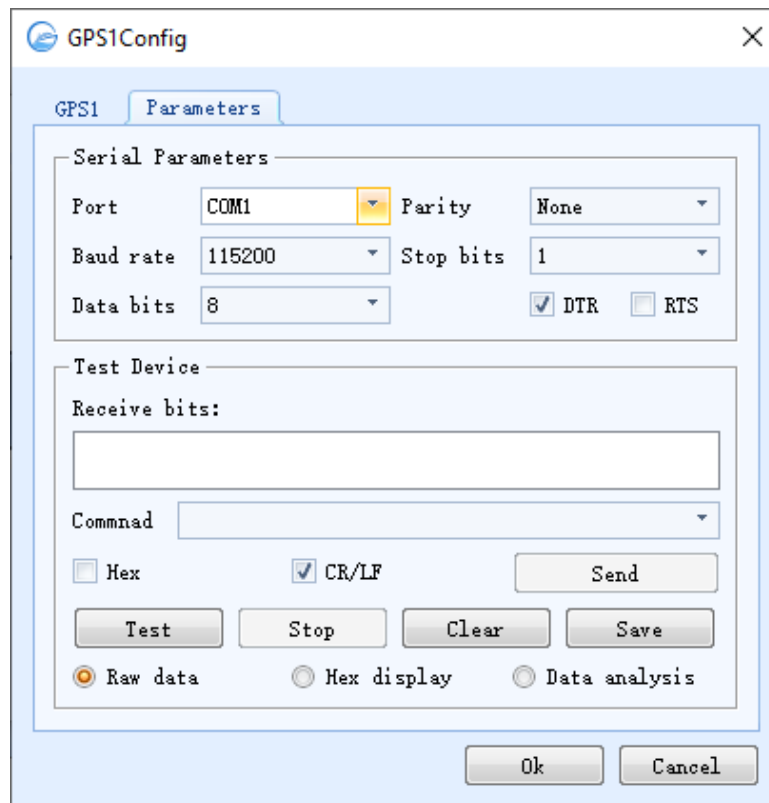 GPS1Config
GPS1 Parameters
Serial Parameters
Port COM1 Parity None
Baud rate 115200 Stop bits 1
Data bits 8 DTR RTS
Test Device
Receive bits:
Commnad
Hex CR/LF Send
Test Stop Clear Save
Raw data Hex display Data analysis
Ok Cancel